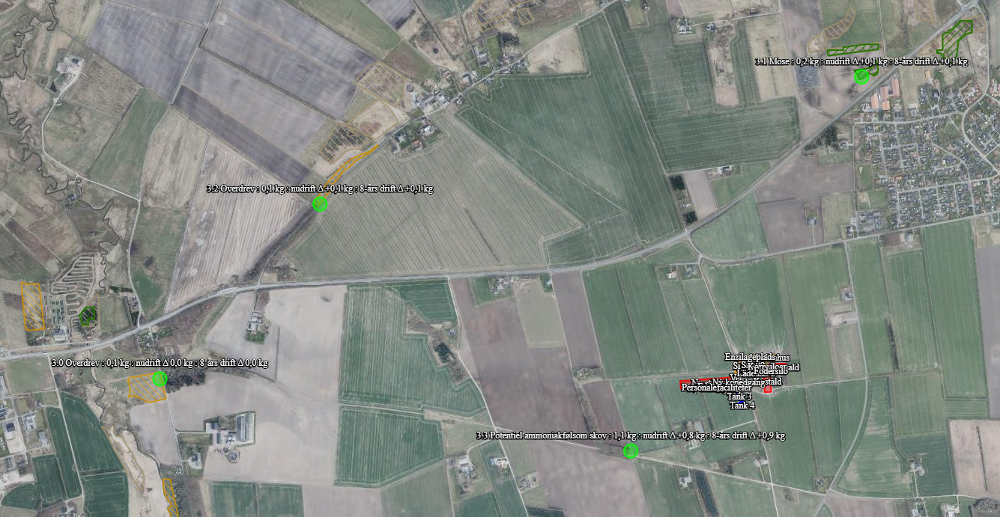 3.1 Mose : 0,2 kg : nudrift Δ +0,1 kg : 8-års drift Δ +0,1 kg
3.2 Overdrev : 0,1 kg : nudrift Δ +0,1 kg : 8-års drift Δ +0,1 kg
3.0 Overdrev : 0,1 kg : nudrift Δ 0,0 kg : 8-års drift Δ 0,0 kg
Ensilageplads
Fodersilo
Personalefaciliteter
Tank 3
Tank 4
3.3 Potentiel ammoniakfølsom skov : 1,1 kg : nudrift Δ +0,8 kg : 8-års drift Δ +0,9 kg